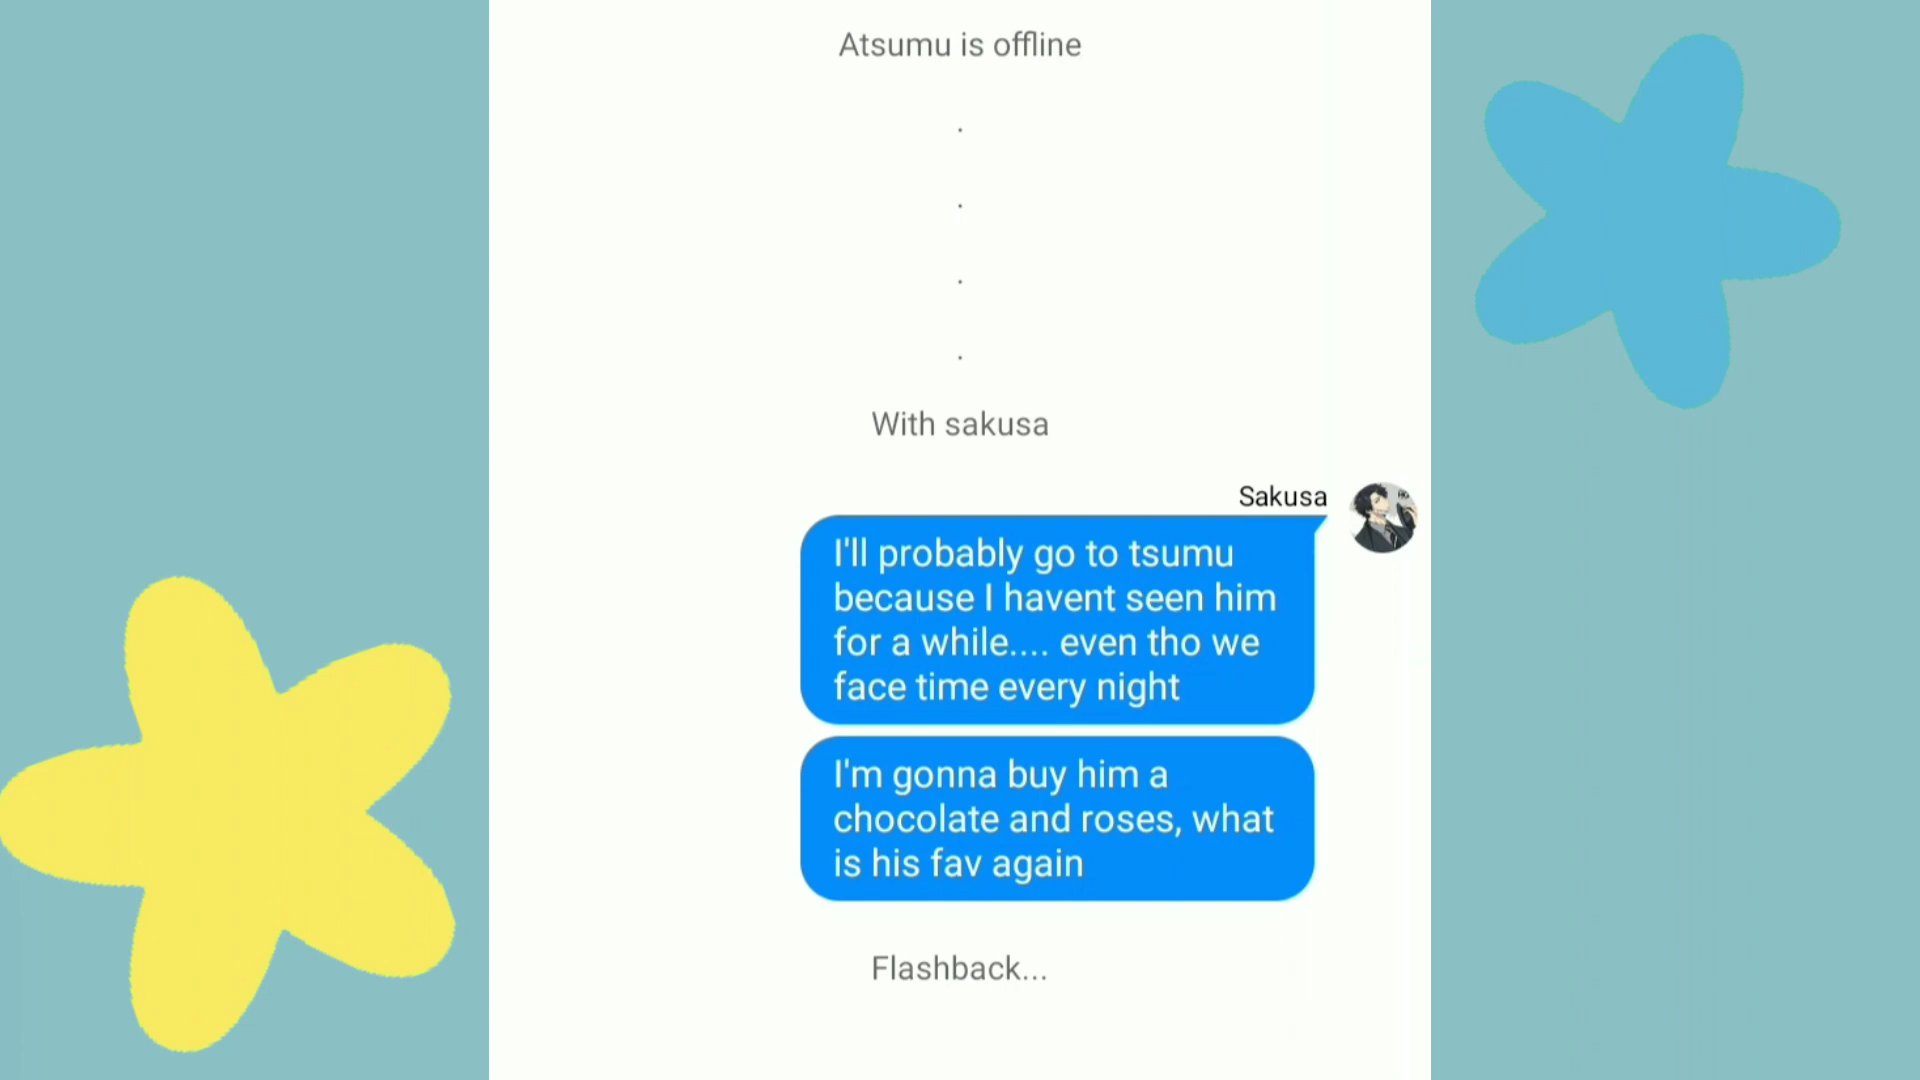 Atsumu is offline
.
.
.
.
With sakusa
Sakusa
I'll probably go to tsumu
because I havent seen him
for a while.... even tho we
face time every night
I'm gonna buy him a
chocolate and roses, what
is his fav again
Flashback...